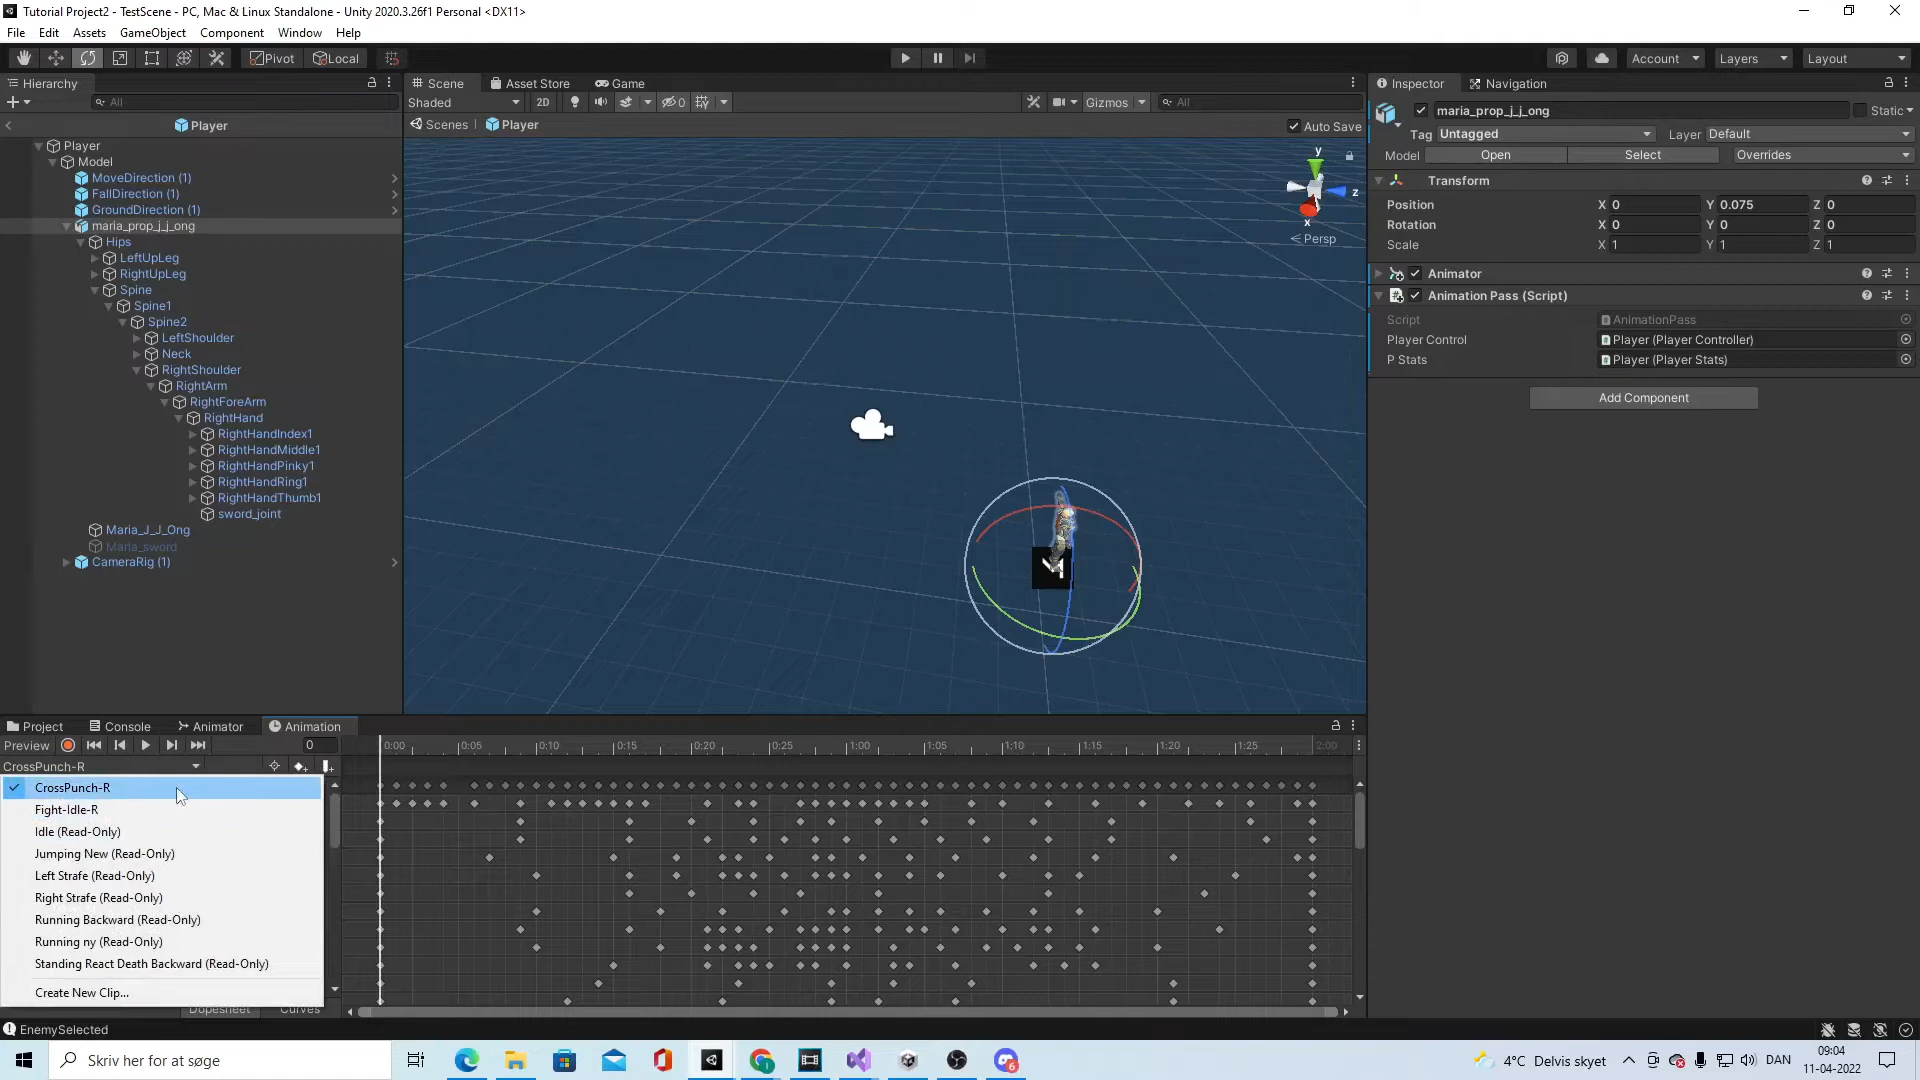 Tutorial Project2 - TestScene - PC, Mac & Linux Standalone - Unity 2020.3.26f1 Personal <DX11>
File Edit Assets GameObject Component Window Help
Pivot Local Account Layers Layout
Hierarchy
All
Player
Player
Model
MoveDirection (1)
FallDirection (1)
GroundDirection (1)
maria_prop_j_j_ong
Hips
LeftUpLeg
RightUpLeg
Spine
Spine1
Spine2
LeftShoulder
Neck
RightShoulder
RightArm
RightForeArm
RightHand
RightHandIndex1
RightHandMiddle1
RightHandPinky1
RightHandRing1
RightHandThumb1
sword_joint
Maria_J_J_Ong
Maria_sword
CameraRig (1)
Scene Asset Store Game
Shaded 2D 0 Gizmos All
Scenes Player Auto Save
y
z
x
Persp
Inspector Navigation
maria_prop_j_j_ong Static
Tag Untagged Layer Default
Model Open Select Overrides
Transform
Position X 0 Y 0.075 Z 0
Rotation X 0 Y 0 Z 0
Scale X 1 Y 1 Z 1
Animator
Animation Pass (Script)
Script AnimationPass
Player Control Player (Player Controller)
P Stats Player (Player Stats)
Add Component
Project Console Animator Animation
Preview 0 0:00 0:05 0:10 0:15 0:20 0:25 1:00 1:05 1:10 1:15 1:20 1:25 2:00
CrossPunch-R
CrossPunch-R
Fight-Idle-R
Idle (Read-Only)
Jumping New (Read-Only)
Left Strafe (Read-Only)
Right Strafe (Read-Only)
Running Backward (Read-Only)
Running ny (Read-Only)
Standing React Death Backward (Read-Only)
Create New Clip...
Dopesheet Curves
EnemySelected
Skriv her for at søge
6
4°C Delvis skyet
DAN
09:04
11-04-2022